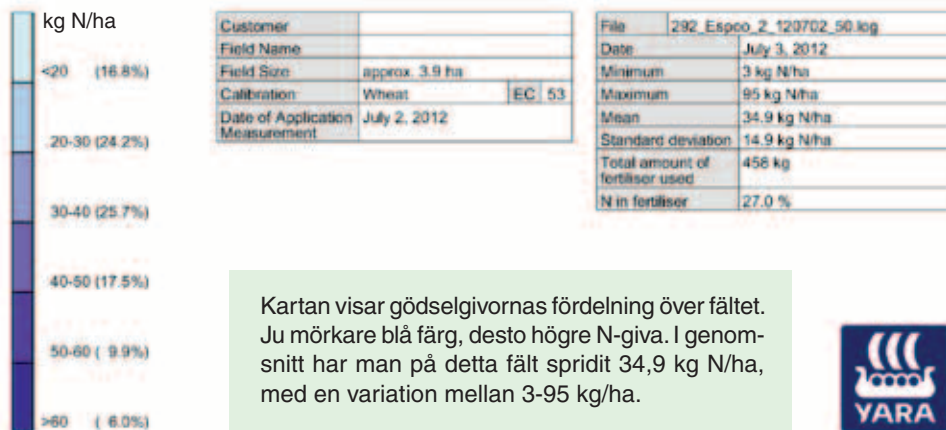 kg N/ha
<20 (16.8%)
20-30 (24.2%)
30-40 (25.7%)
40-50 (17.5%)
50-60 ( 9.9%)
>60 ( 6.0%)
Customer
Field Name
Field Size approx. 3.9 ha
Calibration Wheat EC 53
Date of Application July 2, 2012
Measurement
File 292_Espoo_2_120702_50.log
Date July 3, 2012
Minimum 3 kg N/ha
Maximum 95 kg N/ha
Mean 34.9 kg N/ha
Standard deviation 14.9 kg N/ha
Total amount of 458 kg
fertiliser used
N in fertiliser 27.0 %
Kartan visar gödselgivornas fördelning över fältet.
Ju mörkare blå färg, desto högre N-giva. I genom-
snitt har man på detta fält spridit 34,9 kg N/ha,
med en variation mellan 3-95 kg/ha.
YARA